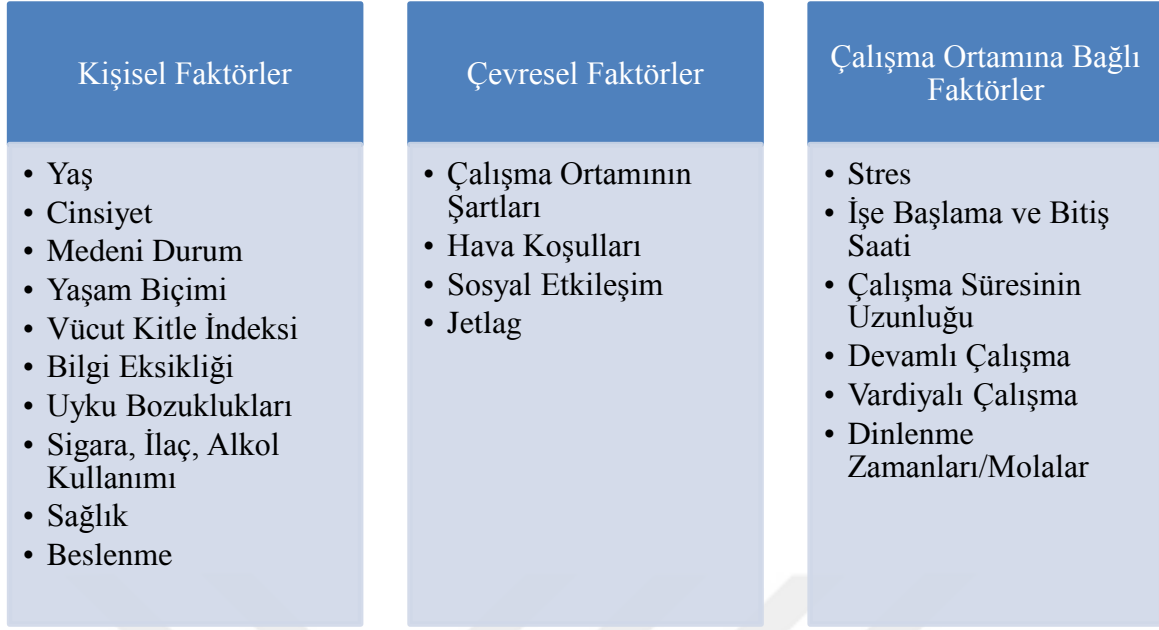 Kişisel Faktörler
• Yaş
• Cinsiyet
• Medeni Durum
• Yaşam Biçimi
• Vücut Kitle İndeksi
• Bilgi Eksikliği
• Uyku Bozuklukları
• Sigara, İlaç, Alkol
Kullanımı
• Sağlık
• Beslenme
Çevresel Faktörler
• Çalışma Ortamının
Şartları
• Hava Koşulları
• Sosyal Etkileşim
• Jetlag
Çalışma Ortamına Bağlı
Faktörler
• Stres
• İşe Başlama ve Bitiş
Saati
• Çalışma Süresinin
Uzunluğu
• Devamlı Çalışma
• Vardiyalı Çalışma
• Dinlenme
Zamanları/Molalar